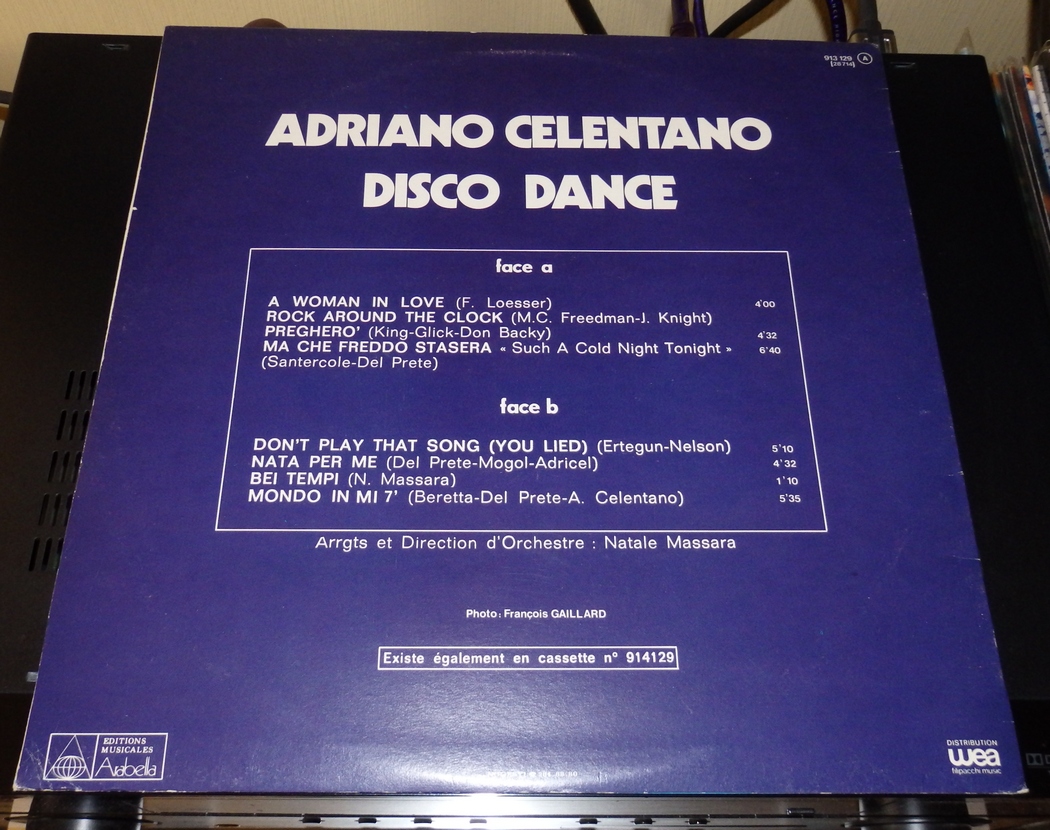 913 129 A
(28 714)
ADRIANO CELENTANO
DISCO DANCE
face a
A WOMAN IN LOVE (F. Loesser) 4'00
ROCK AROUND THE CLOCK (M.C. Freedman-J. Knight)
PREGHERO' (King-Glick-Don Backy) 4'32
MA CHE FREDDO STASERA « Such A Cold Night Tonight » 6'40
(Santercole-Del Prete)
face b
DON'T PLAY THAT SONG (YOU LIED) (Ertegun-Nelson) 5'10
NATA PER ME (Del Prete-Mogol-Adricel) 4'32
BEI TEMPI (N. Massara) 1'10
MONDO IN MI 7' (Beretta-Del Prete-A. Celentano) 5'35
Arrgts et Direction d'Orchestre : Natale Massara
Photo : François GAILLARD
Existe également en cassette n° 914129
EDITIONS
MUSICALES
Arabella
DISTRIBUTION
wea
filipacchi music